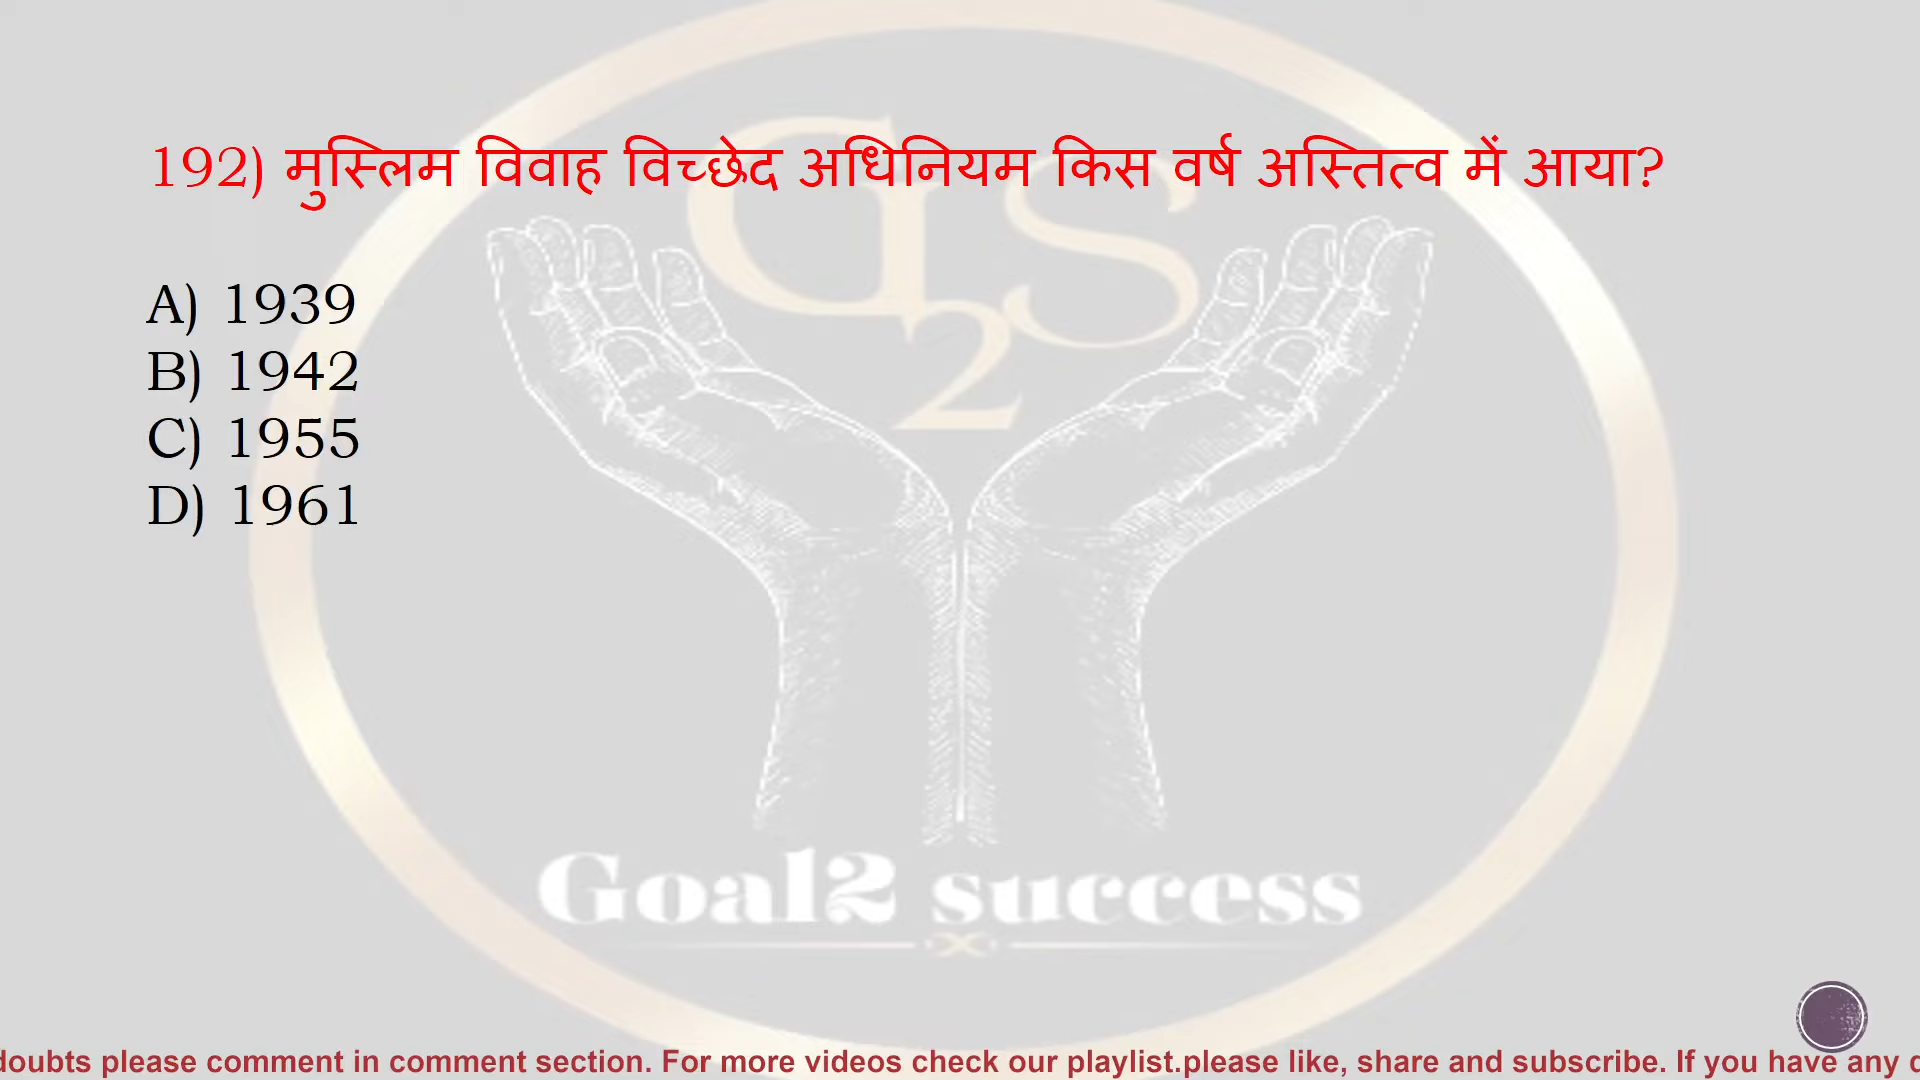 192) मुस्लिम विवाह विच्छेद अधिनियम किस वर्ष अस्तित्व में आया?
A) 1939
B) 1942
C) 1955
D) 1961
G2S
Goal2 success
doubts please comment in comment section. For more videos check our playlist.please like, share and subscribe. If you have any